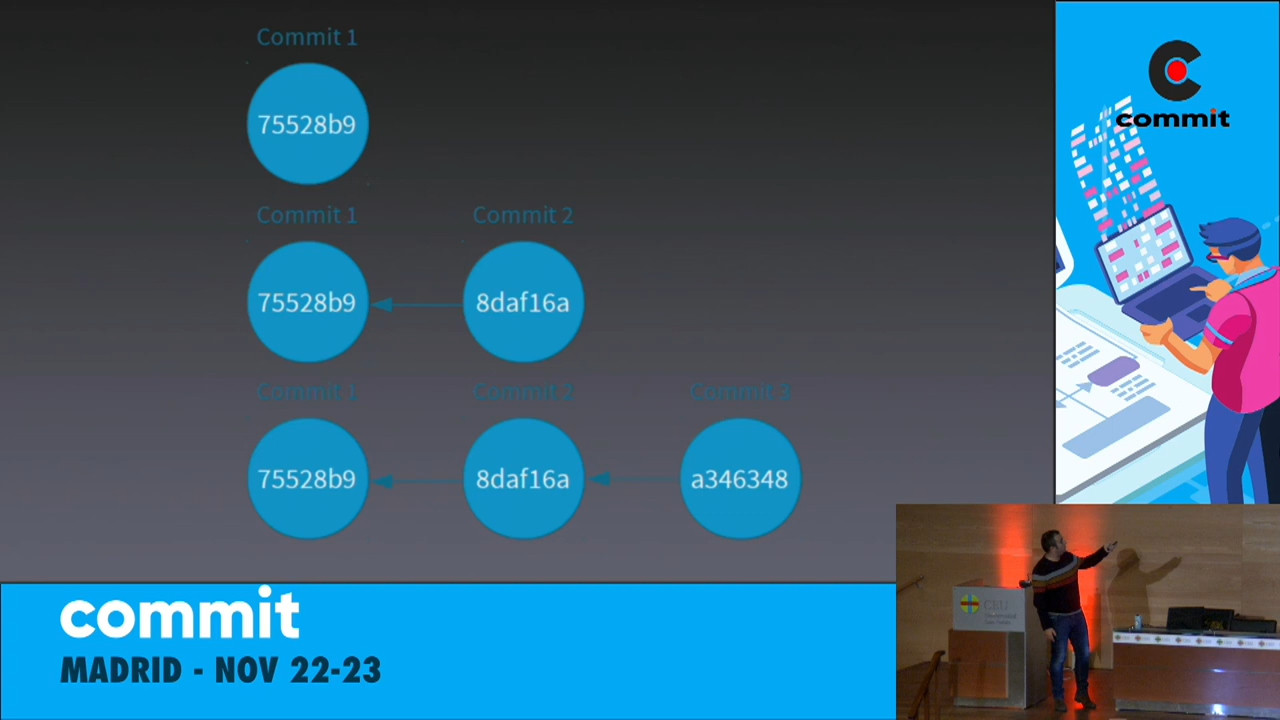 Commit 1
75528b9
Commit 1 Commit 2
75528b9 8daf16a
Commit 1 Commit 2 Commit 3
75528b9 8daf16a a346348
commit
commit
MADRID - NOV 22-23
CEU